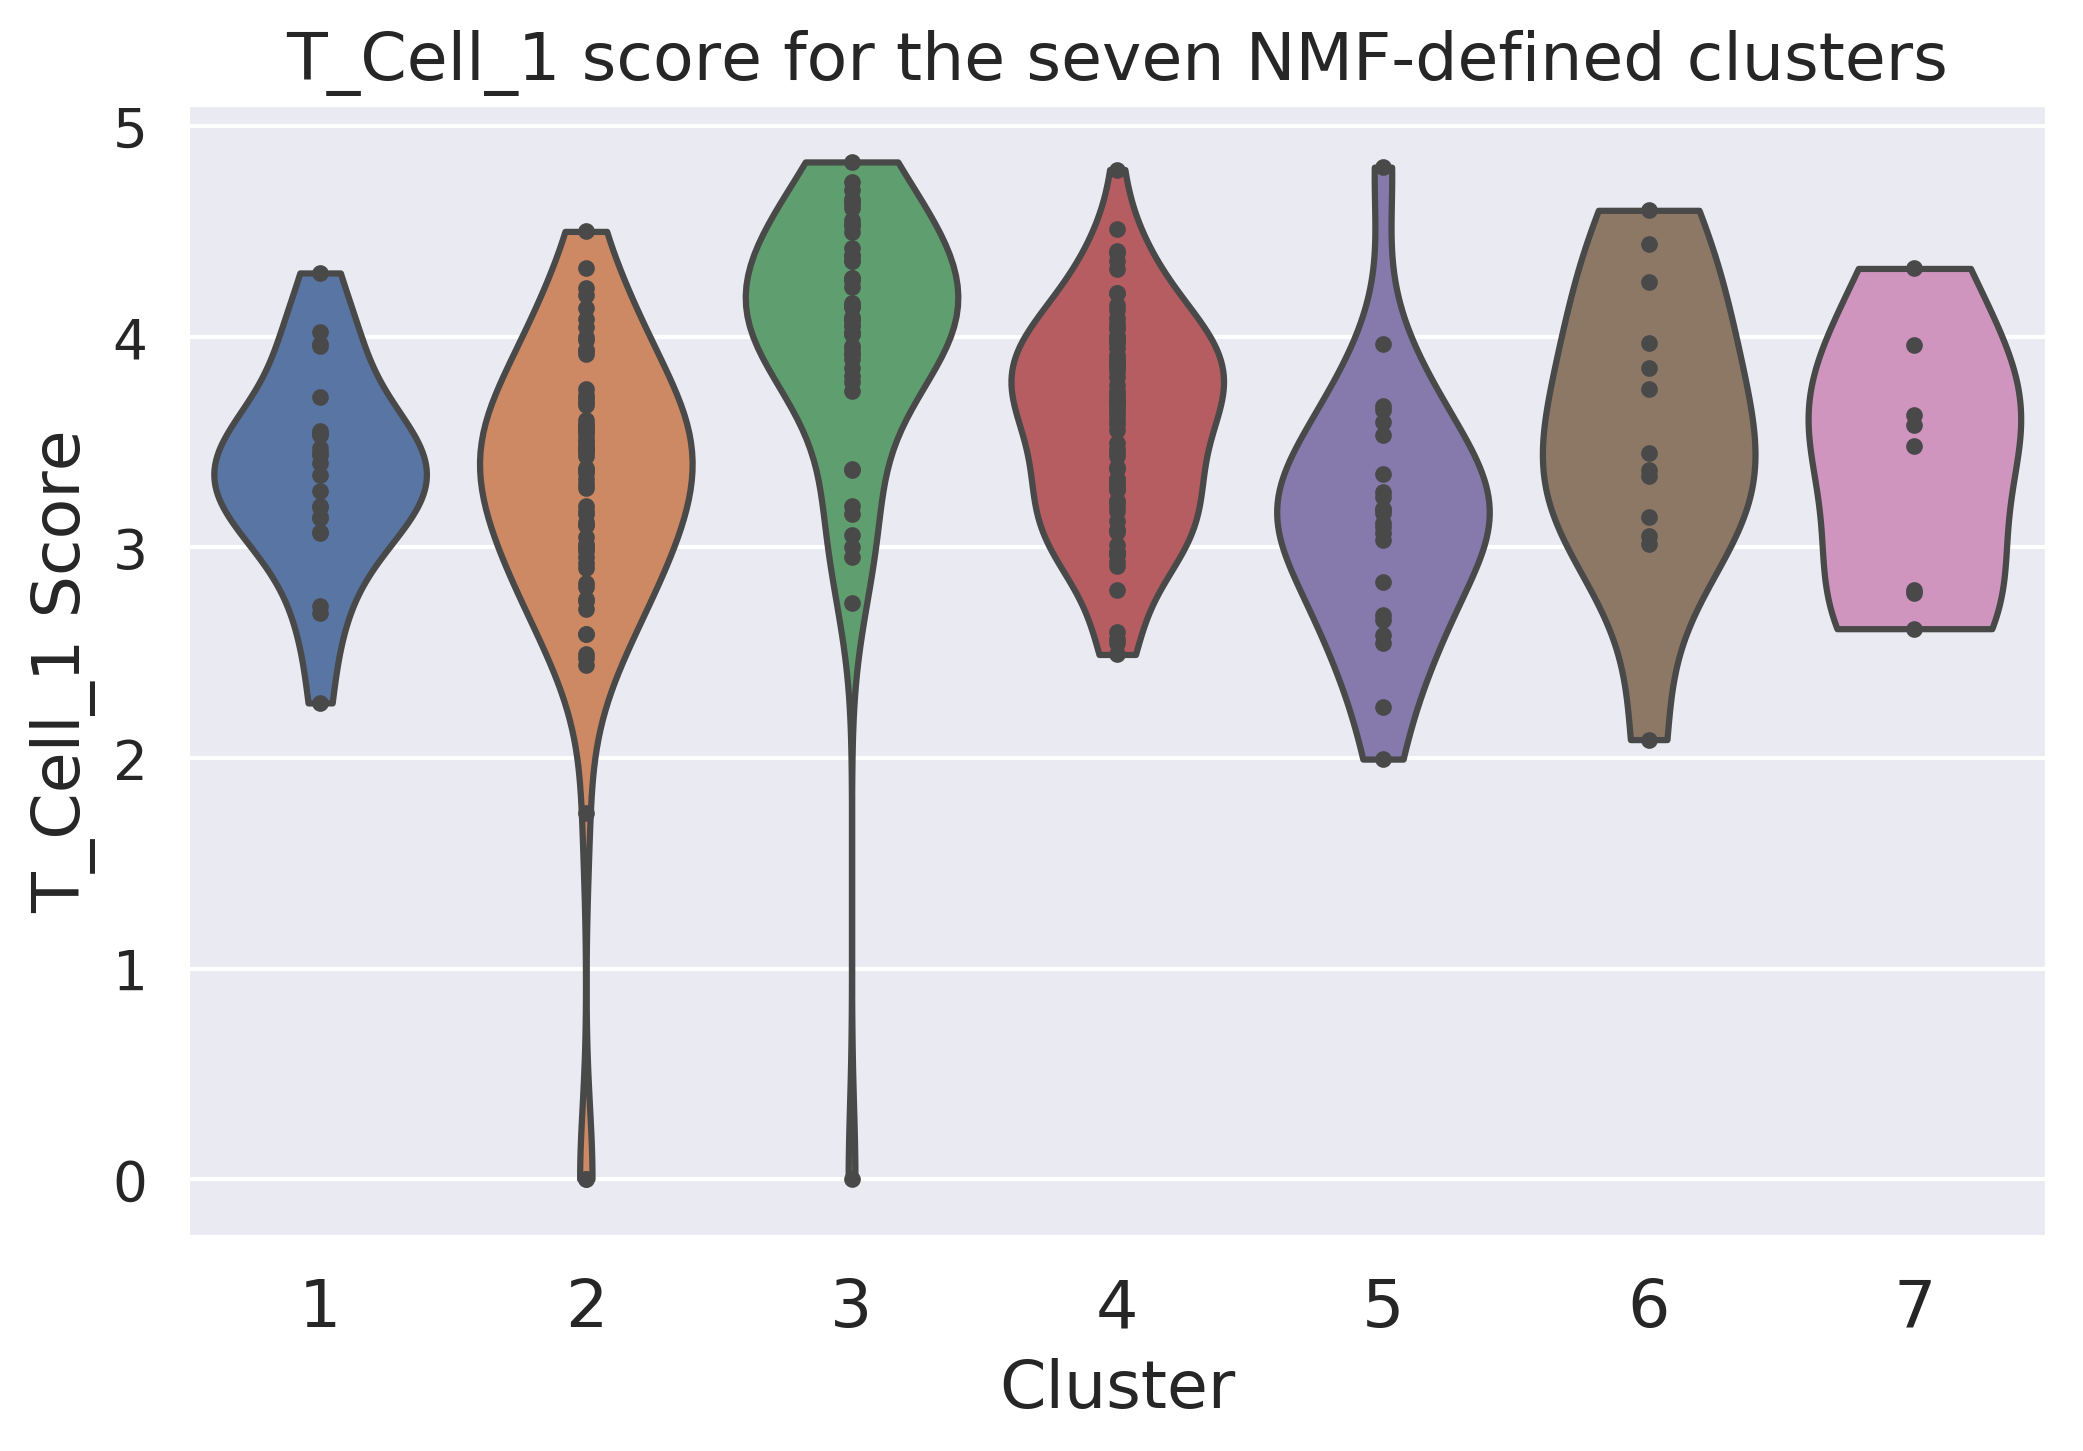 T_Cell_1 score for the seven NMF-defined clusters
T_Cell_1 Score
5
4
3
2
1
0
1 2 3 4 5 6 7
Cluster